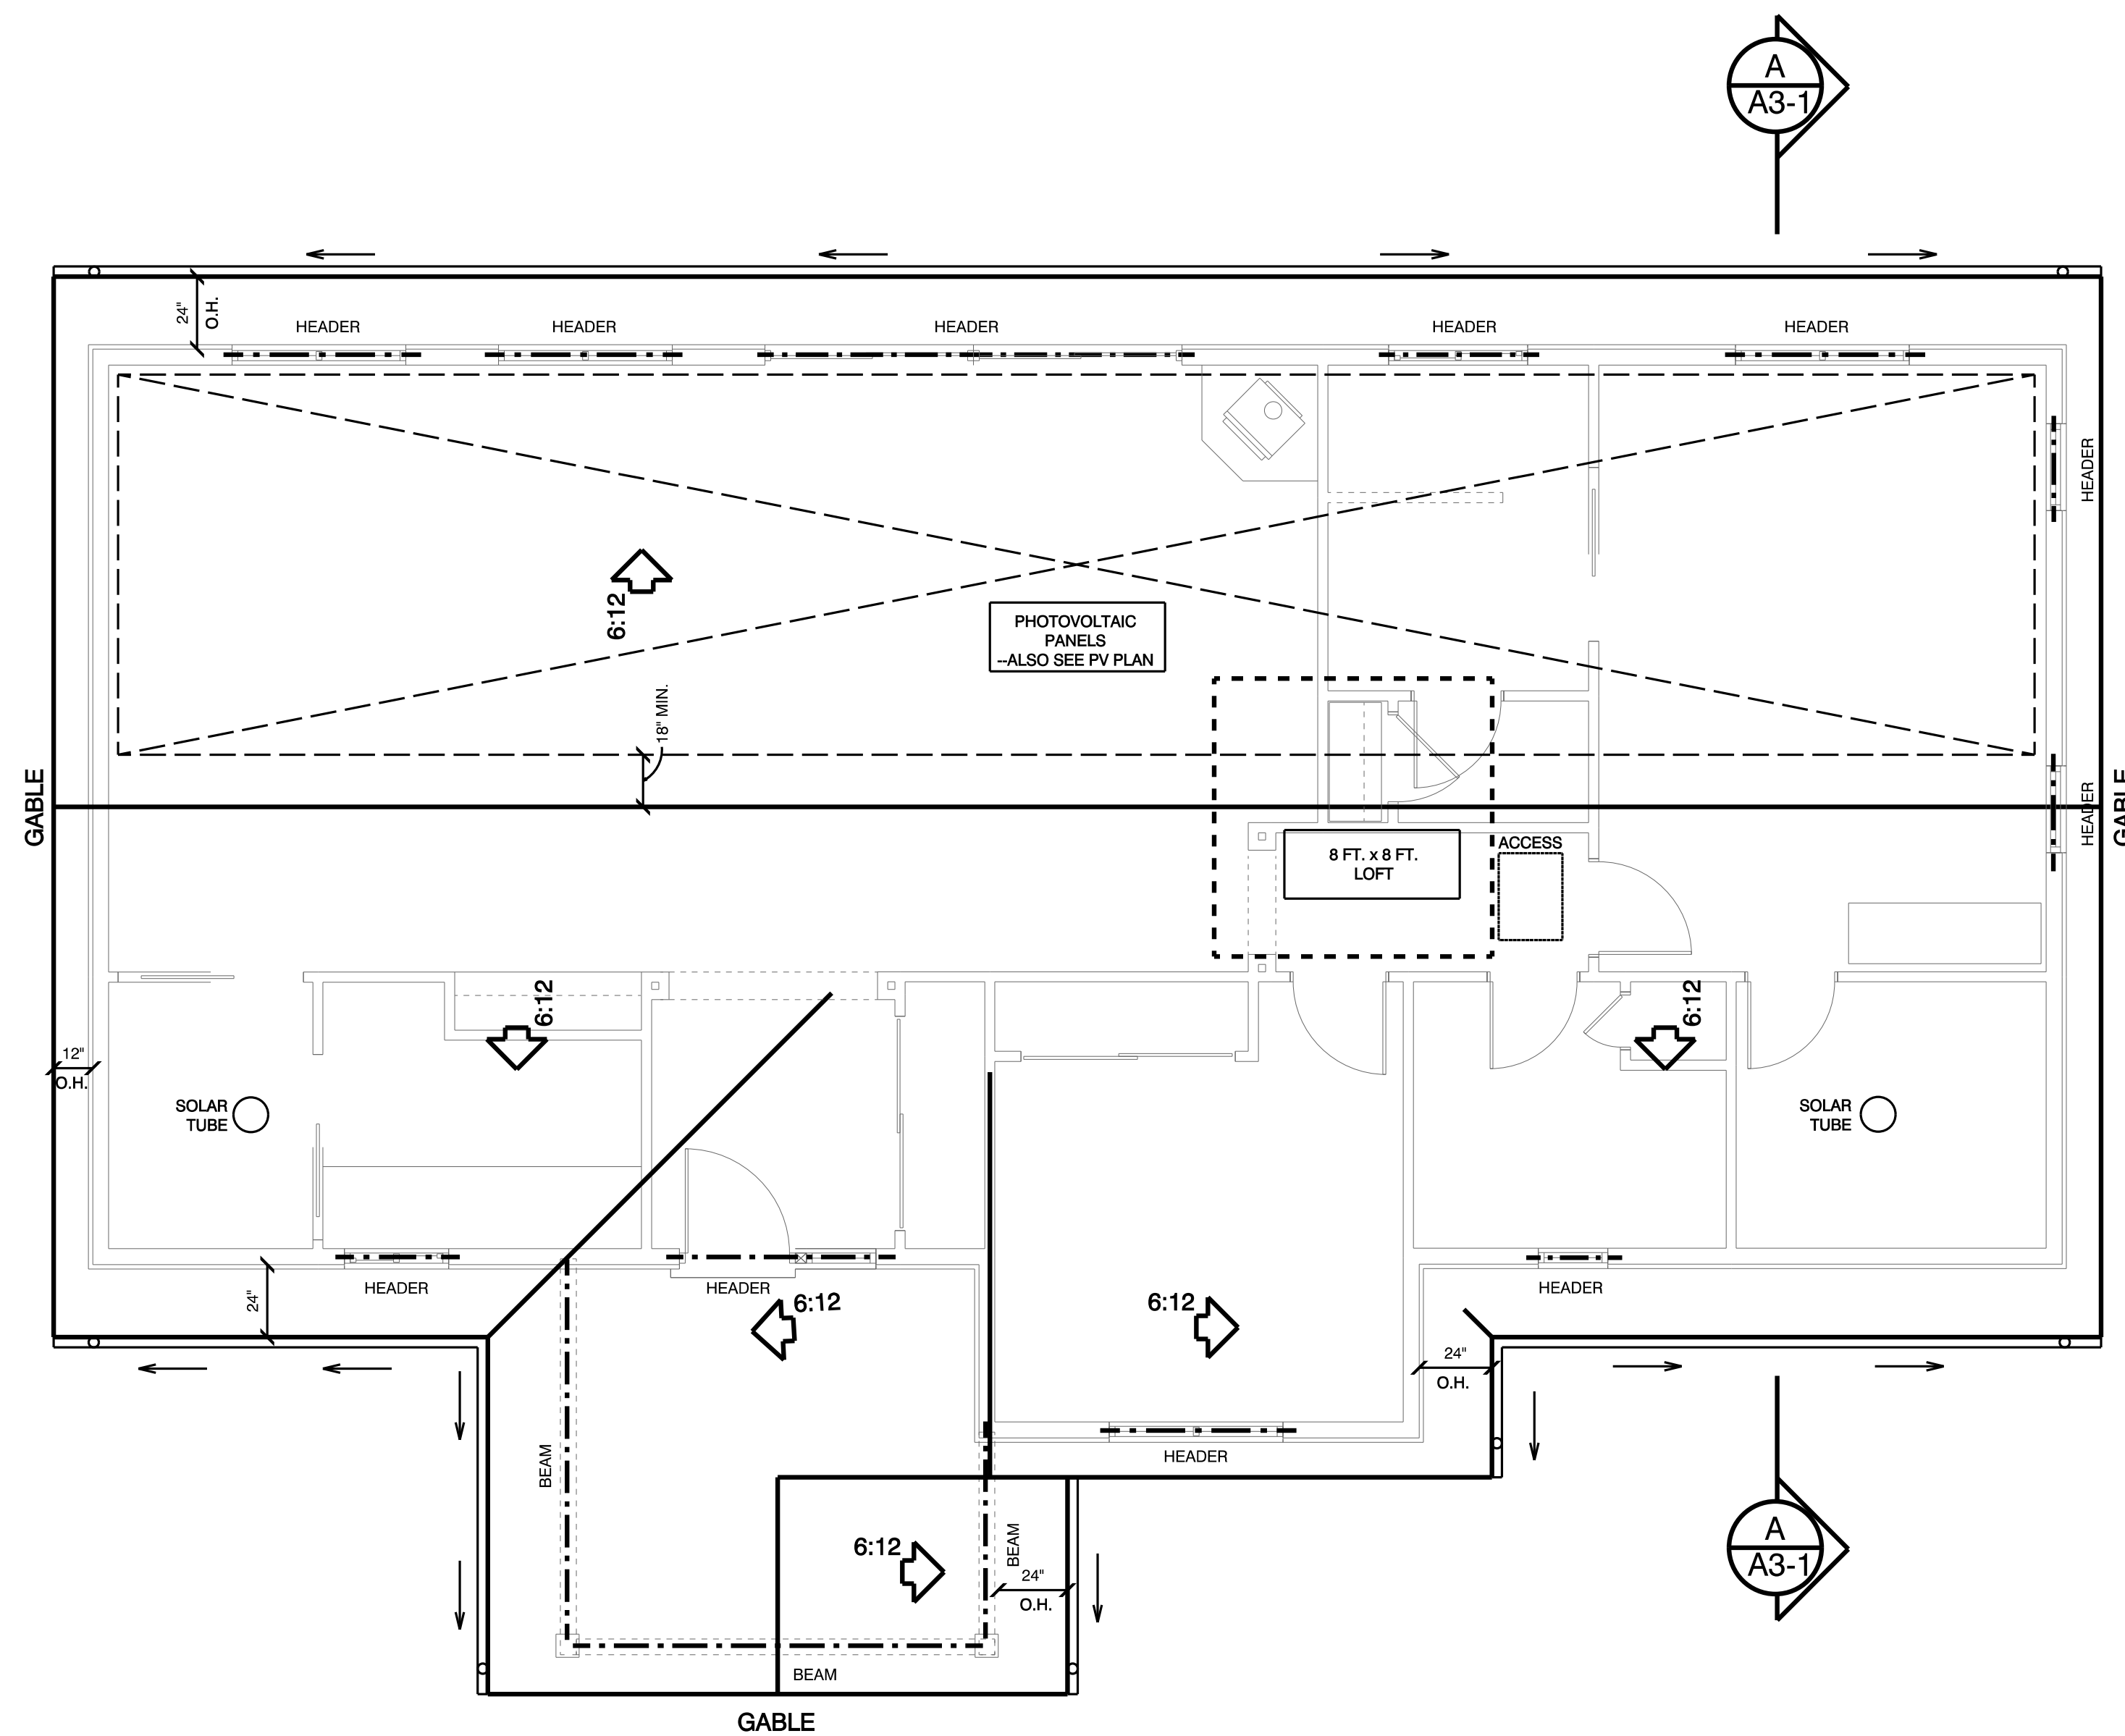 A
A3-1
24"
O.H.
HEADER
HEADER
HEADER
HEADER
HEADER
HEADER
6:12
PHOTOVOLTAIC
PANELS
--ALSO SEE PV PLAN
18" MIN.
GABLE
GABLE
HEADER
8 FT. x 8 FT.
LOFT
ACCESS
6:12
6:12
12"
O.H.
SOLAR
TUBE
SOLAR
TUBE
24"
HEADER
HEADER
HEADER
6:12
6:12
24"
O.H.
BEAM
HEADER
6:12
BEAM
24"
O.H.
A
A3-1
BEAM
GABLE